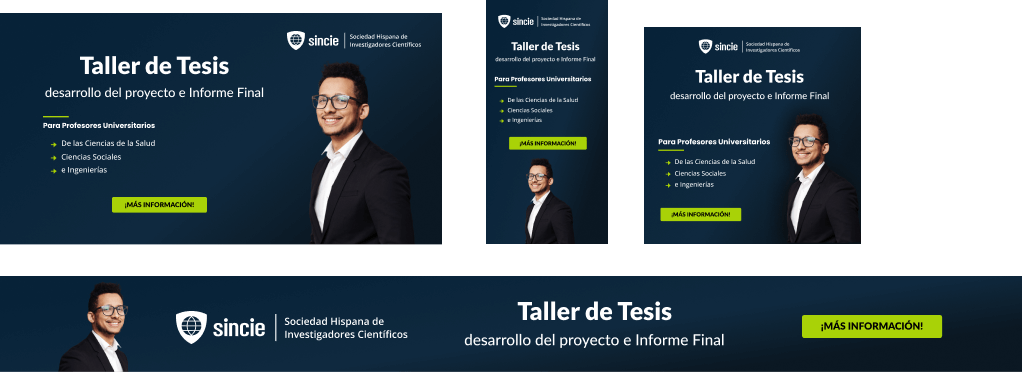 sincie
Sociedad Hispana de
Investigadores Científicos
Taller de Tesis
desarrollo del proyecto e Informe Final
Para Profesores Universitarios
De las Ciencias de la Salud
Ciencias Sociales
e Ingenierías
¡MÁS INFORMACIÓN!
sincie
Sociedad Hispana de
Investigadores Científicos
Taller de Tesis
desarrollo del proyecto e Informe Final
Para Profesores Universitarios
De las Ciencias de la Salud
Ciencias Sociales
e Ingenierías
¡MÁS INFORMACIÓN!
sincie
Sociedad Hispana de
Investigadores Científicos
Taller de Tesis
desarrollo del proyecto e Informe Final
Para Profesores Universitarios
De las Ciencias de la Salud
Ciencias Sociales
e Ingenierías
¡MÁS INFORMACIÓN!
sincie
Sociedad Hispana de
Investigadores Científicos
Taller de Tesis
desarrollo del proyecto e Informe Final
¡MÁS INFORMACIÓN!